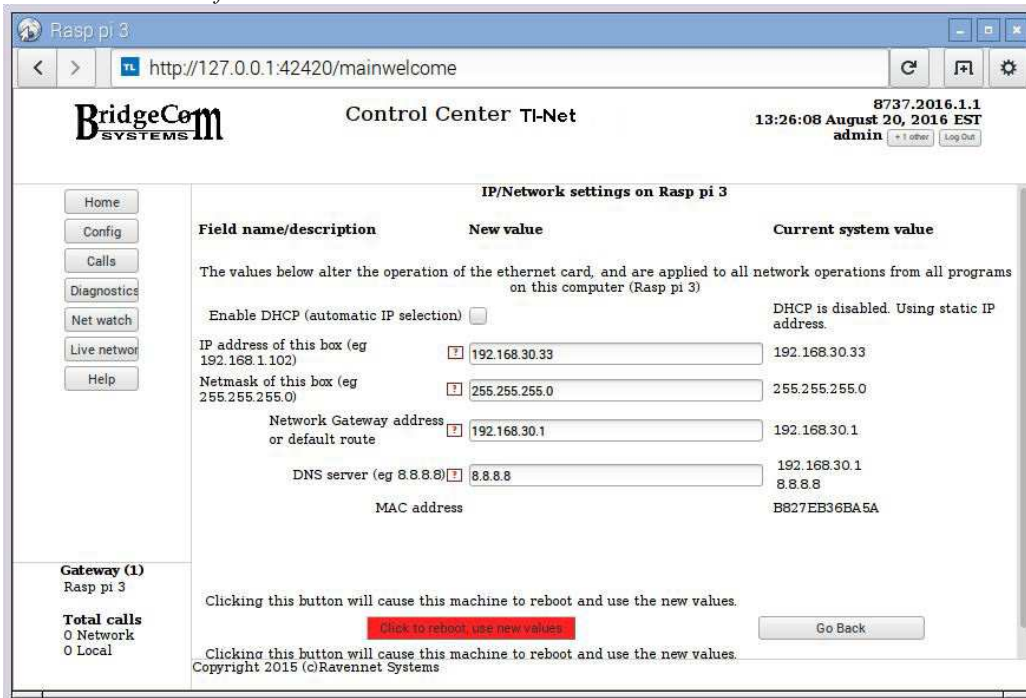 Rasp pi 3
TL http://127.0.0.1:42420/mainwelcome
BridgeCom
SYSTEMS
Control Center TI-Net
8737.2016.1.1
13:26:08 August 20, 2016 EST
admin + 1 other Log Out
Home
Config
Calls
Diagnostics
Net watch
Live networ
Help
IP/Network settings on Rasp pi 3
Field name/description New value Current system value
The values below alter the operation of the ethernet card, and are applied to all network operations from all programs
on this computer (Rasp pi 3)
Enable DHCP (automatic IP selection)
DHCP is disabled. Using static IP
address.
IP address of this box (eg
192.168.1.102)
? 192.168.30.33
192.168.30.33
Netmask of this box (eg
255.255.255.0)
? 255.255.255.0
255.255.255.0
Network Gateway address
or default route
? 192.168.30.1
192.168.30.1
DNS server (eg 8.8.8.8) ? 8.8.8.8
192.168.30.1
8.8.8.8
MAC address B827EB36BA5A
Gateway (1)
Rasp pi 3
Total calls
0 Network
0 Local
Clicking this button will cause this machine to reboot and use the new values.
Click to reboot, use new values Go Back
Clicking this button will cause this machine to reboot and use the new values.
Copyright 2015 (c)Ravennet Systems